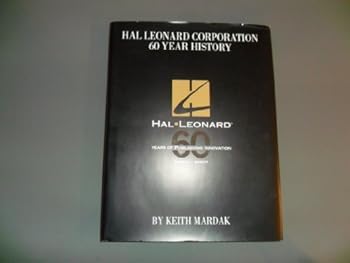 HAL LEONARD CORPORATION
60 YEAR HISTORY
HAL•LEONARD®
60
YEARS OF PUBLISHING INNOVATION
BY KEITH MARDAK